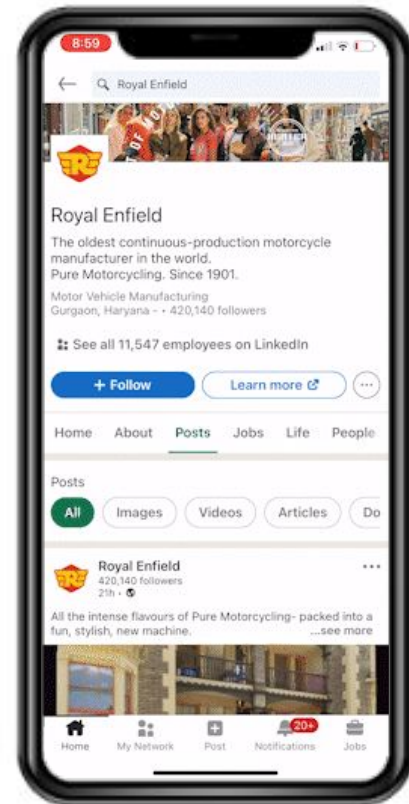 8:59
Royal Enfield
Royal Enfield
The oldest continuous-production motorcycle
manufacturer in the world.
Pure Motorcycling. Since 1901.
Motor Vehicle Manufacturing
Gurgaon, Haryana - • 420,140 followers
See all 11,547 employees on LinkedIn
+ Follow
Learn more
Home About Posts Jobs Life People
Posts
All Images Videos Articles Do
Royal Enfield
420,140 followers
21h •
All the intense flavours of Pure Motorcycling- packed into a
fun, stylish, new machine. ...see more
20+
Home My Network Post Notifications Jobs